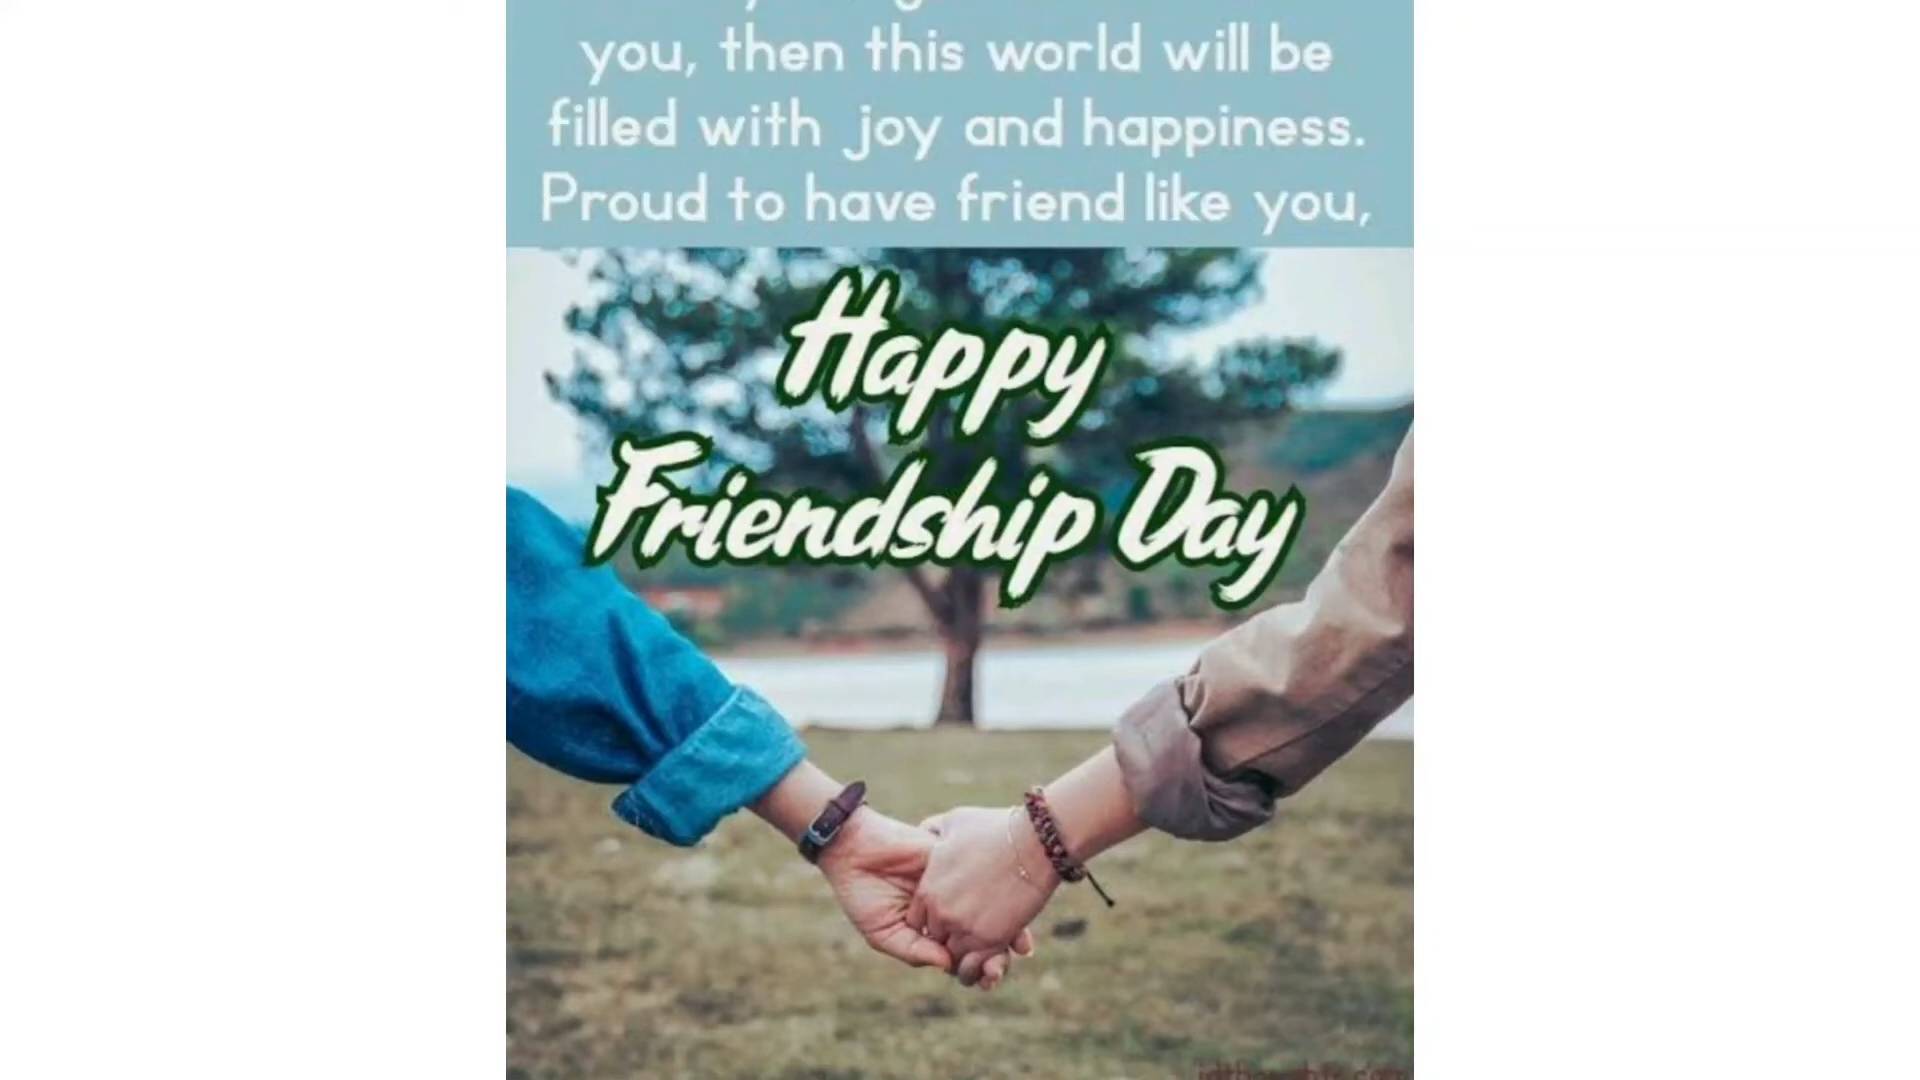 you, then this world will be
filled with joy and happiness.
Proud to have friend like you,
Happy
Friendship Day